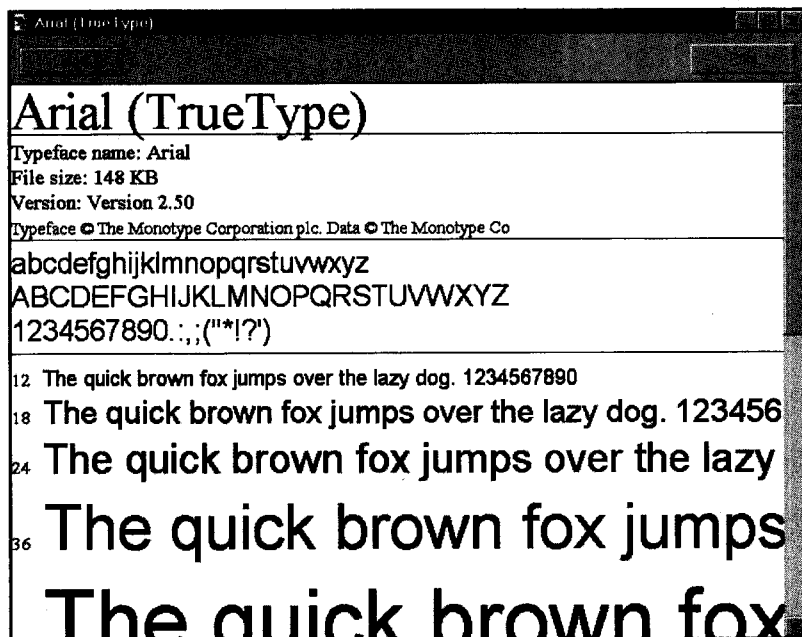 Arial (TrueType)
Arial (TrueType)
Typeface name: Arial
File size: 148 KB
Version: Version 2.50
Typeface © The Monotype Corporation plc. Data © The Monotype Co
abcdefghijklmnopqrstuvwxyz
ABCDEFGHIJKLMNOPQRSTUVWXYZ
1234567890.:,;("*!?')
12 The quick brown fox jumps over the lazy dog. 1234567890
18 The quick brown fox jumps over the lazy dog. 123456
24 The quick brown fox jumps over the lazy
36 The quick brown fox jumps
The quick brown fox